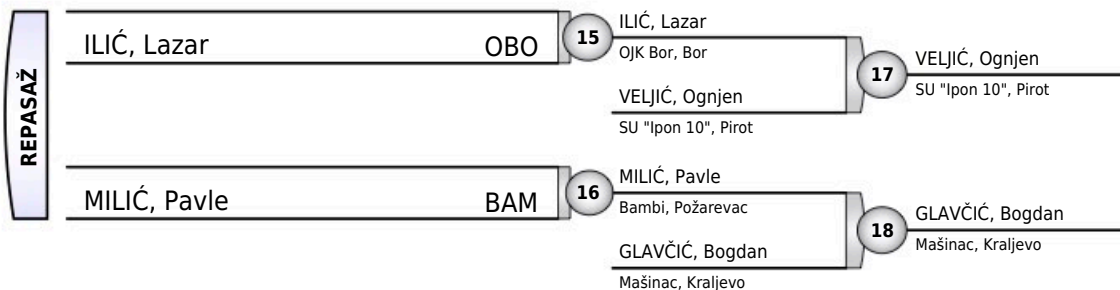 REPASAŽ
ILIĆ, Lazar OBO
15
ILIĆ, Lazar
OJK Bor, Bor
VELJIĆ, Ognjen
SU "Ipon 10", Pirot
17
VELJIĆ, Ognjen
SU "Ipon 10", Pirot
MILIĆ, Pavle BAM
16
MILIĆ, Pavle
Bambi, Požarevac
GLAVČIĆ, Bogdan
Mašinac, Kraljevo
18
GLAVČIĆ, Bogdan
Mašinac, Kraljevo